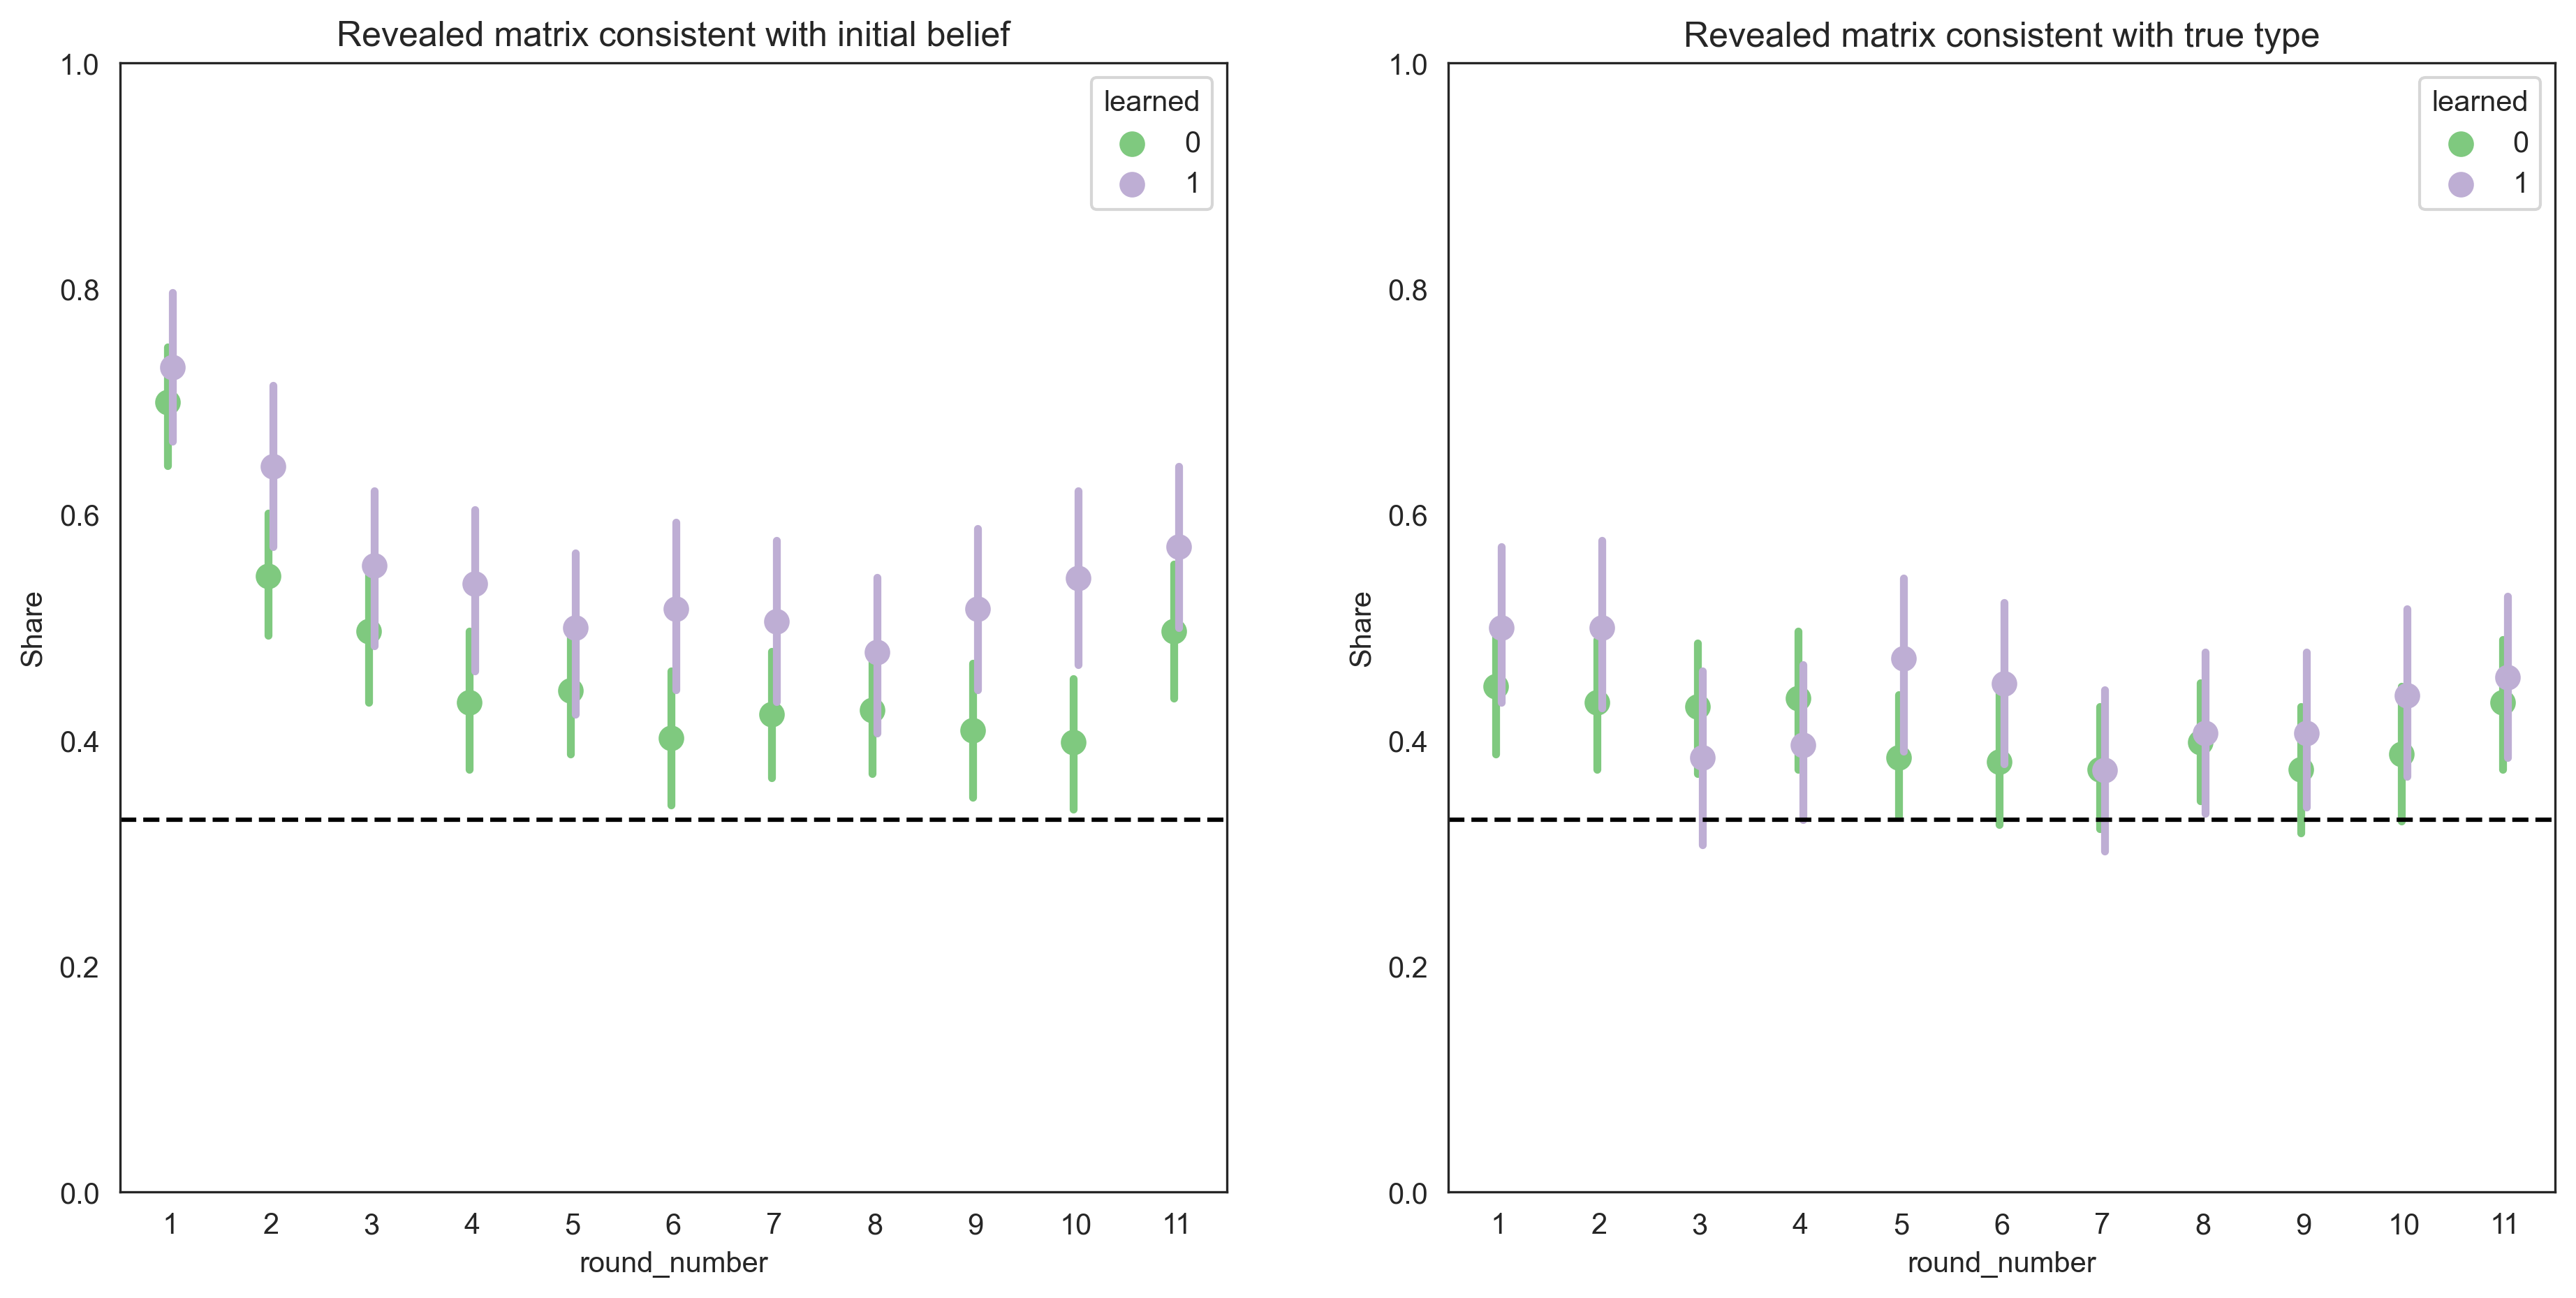 Revealed matrix consistent with initial belief
1.0
0.8
0.6
0.4
0.2
0.0
Share
learned
0
1
1 2 3 4 5 6 7 8 9 10 11
round_number
Revealed matrix consistent with true type
1.0
0.8
0.6
0.4
0.2
0.0
Share
learned
0
1
1 2 3 4 5 6 7 8 9 10 11
round_number